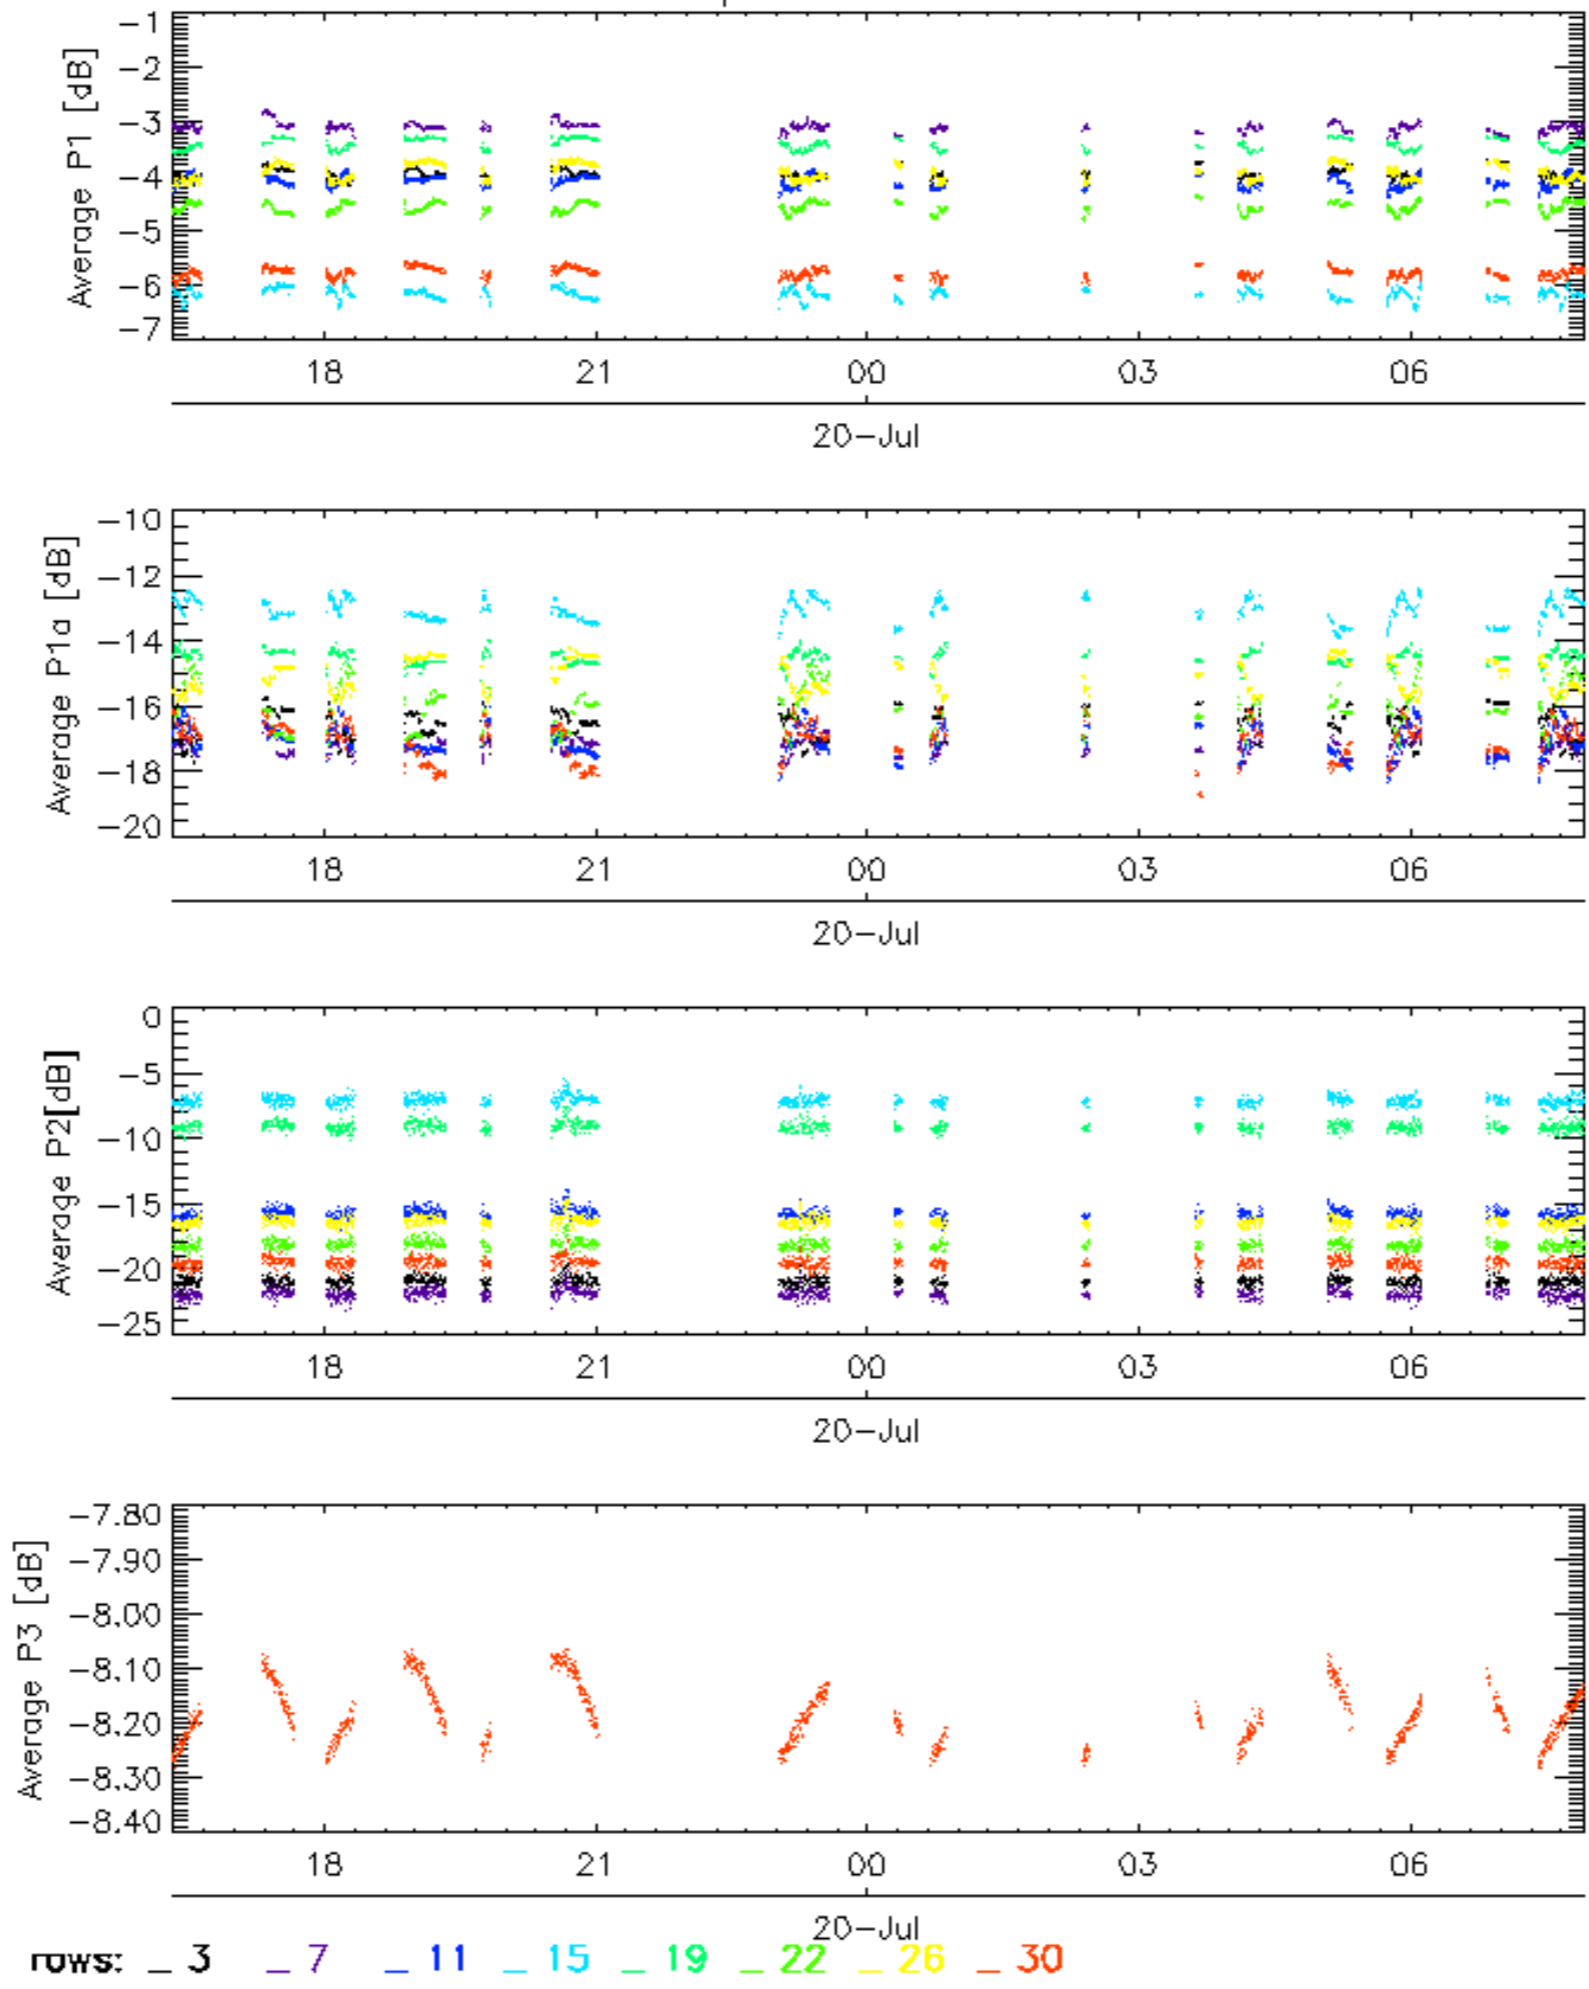 Average P1 [dB]
-1
-2
-3
-4
-5
-6
-7
18 21 00 03 06
20-Jul
Average P1a [dB]
-10
-12
-14
-16
-18
-20
18 21 00 03 06
20-Jul
Average P2[dB]
0
-5
-10
-15
-20
-25
18 21 00 03 06
20-Jul
Average P3 [dB]
-7.80
-7.90
-8.00
-8.10
-8.20
-8.30
-8.40
18 21 00 03 06
20-Jul
rows: _ 3 _ 7 _ 11 _ 15 _ 19 _ 22 _ 26 _ 30